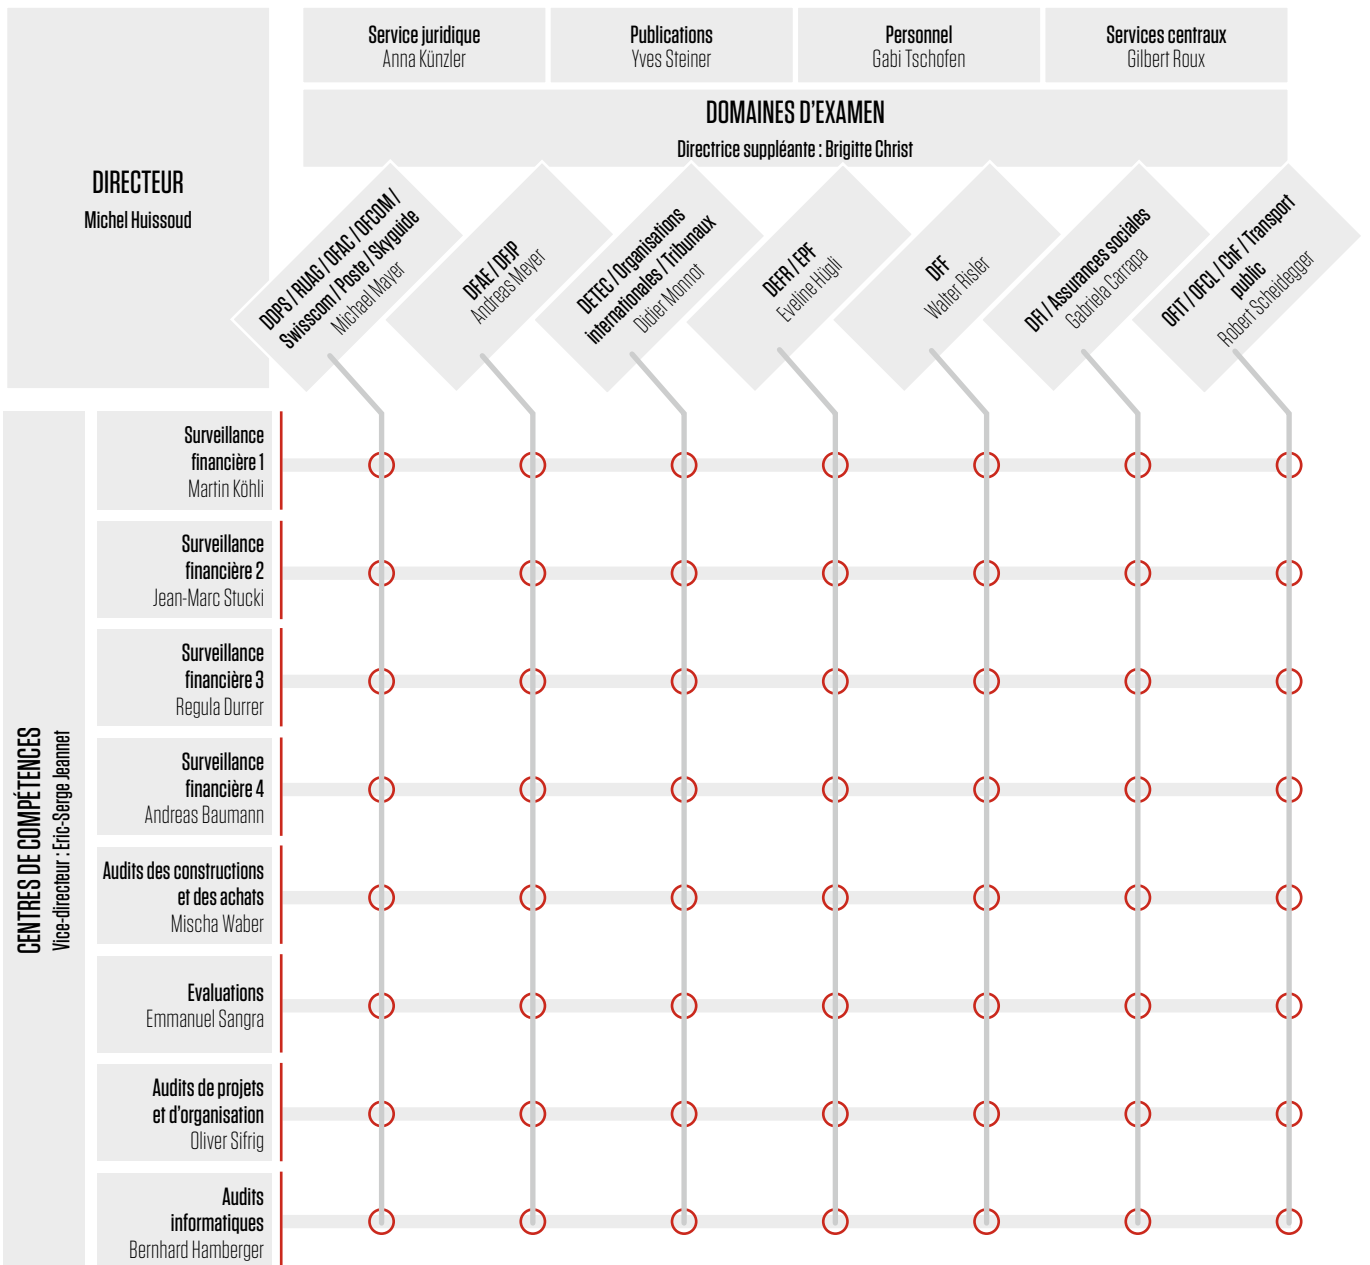 Service juridique
Anna Künzler
Publications
Yves Steiner
Personnel
Gabi Tschofen
Services centraux
Gilbert Roux
DOMAINES D'EXAMEN
Directrice suppléante : Brigitte Christ
DIRECTEUR
Michel Huissoud
DDPS / RUAG / OFAC / OFCOM /
Swisscom / Poste / Skyguide
Michael Mayer
DFAE / DFJP
Andreas Meyer
DETEC / Organisations
internationales / Tribunaux
Didier Monnot
DEFR / EPF
Eveline Hügli
DFF
Walter Risler
DFI / Assurances sociales
Gabriela Carrapa
OFIT / OFCL / ChF / Transport
public
Robert Scheidegger
CENTRES DE COMPÉTENCES
Vice-directeur : Eric-Serge Jeannet
Surveillance
financière 1
Martin Köhli
Surveillance
financière 2
Jean-Marc Stucki
Surveillance
financière 3
Regula Durrer
Surveillance
financière 4
Andreas Baumann
Audits des constructions
et des achats
Mischa Waber
Evaluations
Emmanuel Sangra
Audits de projets
et d'organisation
Oliver Sifrig
Audits
informatiques
Bernhard Hamberger